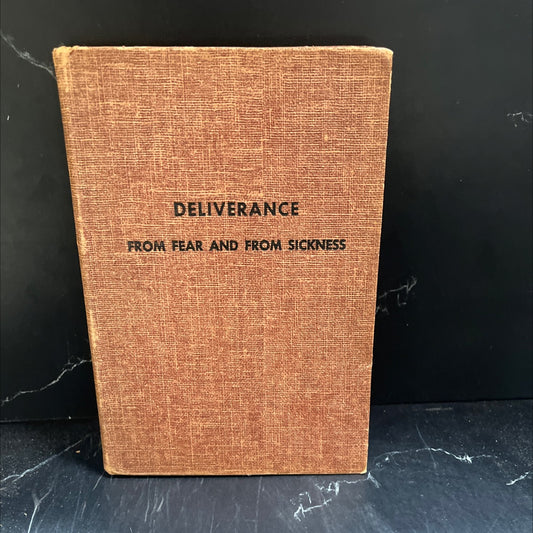 DELIVERANCE
FROM FEAR AND FROM SICKNESS